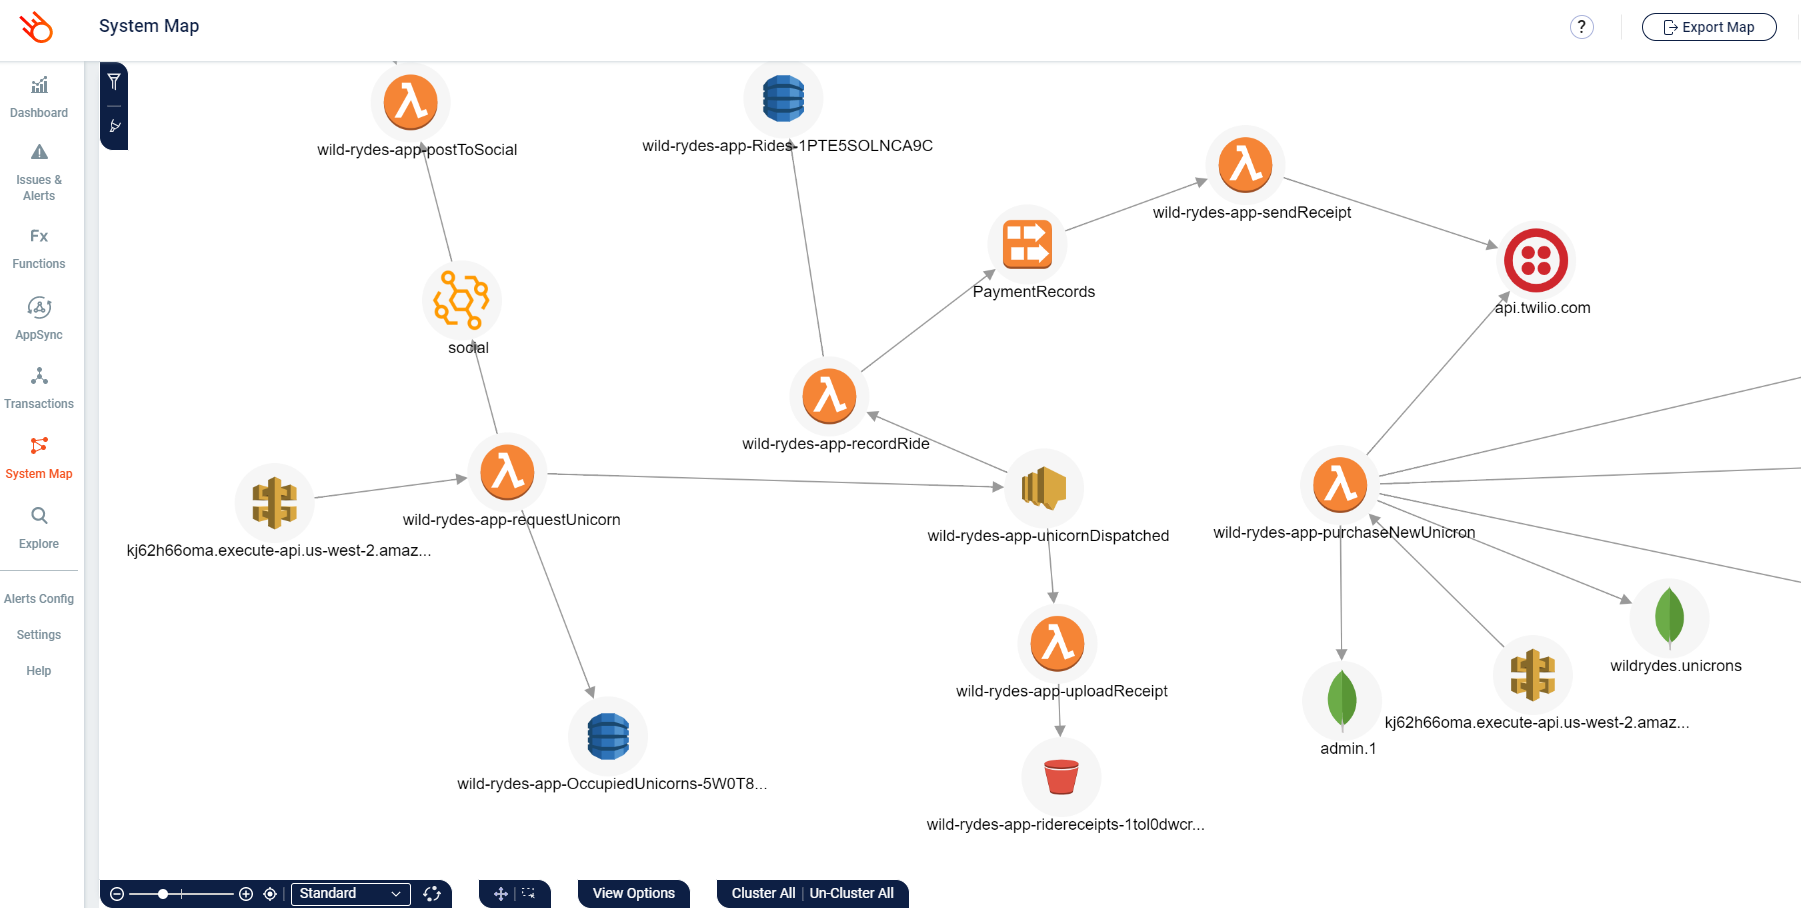 System Map
?
Export Map
Dashboard
Issues &
Alerts
Fx
Functions
AppSync
Transactions
System Map
Explore
Alerts Config
Settings
Help
wild-rydes-app-postToSocial
wild-rydes-app-Rides-1PTE5SOLNCA9C
wild-rydes-app-sendReceipt
PaymentRecords
api.twilio.com
social
wild-rydes-app-recordRide
wild-rydes-app-requestUnicorn
kj62h66oma.execute-api.us-west-2.amaz...
wild-rydes-app-unicornDispatched
wild-rydes-app-purchaseNewUnicron
wildrydes.unicrons
wild-rydes-app-uploadReceipt
kj62h66oma.execute-api.us-west-2.amaz...
admin.1
wild-rydes-app-OccupiedUnicorns-5W0T8...
wild-rydes-app-ridereceipts-1tol0dwcr...
Standard
View Options
Cluster All | Un-Cluster All